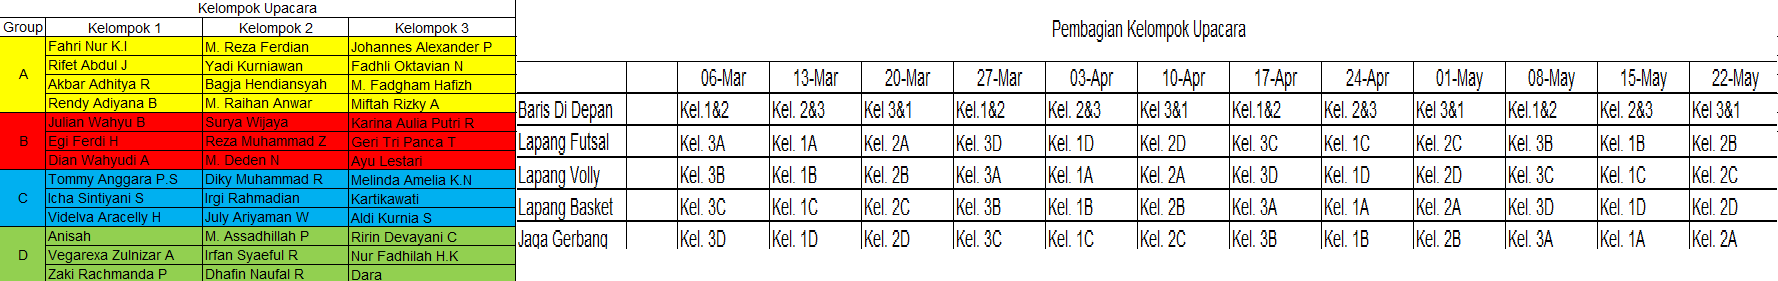 Kelompok Upacara
Group Kelompok 1 Kelompok 2 Kelompok 3
A
Fahri Nur K.I M. Reza Ferdian Johannes Alexander P
Rifet Abdul J Yadi Kurniawan Fadhli Oktavian N
Akbar Adhitya R Bagja Hendiansyah M. Fadgham Hafizh
Rendy Adiyana B M. Raihan Anwar Miftah Rizky A
B
Julian Wahyu B Surya Wijaya Karina Aulia Putri R
Egi Ferdi H Reza Muhammad Z Geri Tri Panca T
Dian Wahyudi A M. Deden N Ayu Lestari
C
Tommy Anggara P.S Diky Muhammad R Melinda Amelia K.N
Icha Sintiyani S Irgi Rahmadian Kartikawati
Videlva Aracelly H July Ariyaman W Aldi Kurnia S
D
Anisah M. Assadhillah P Ririn Devayani C
Vegarexa Zulnizar A Irfan Syaeful R Nur Fadhilah H.K
Zaki Rachmanda P Dhafin Naufal R Dara
Pembagian Kelompok Upacara
06-Mar 13-Mar 20-Mar 27-Mar 03-Apr 10-Apr 17-Apr 24-Apr 01-May 08-May 15-May 22-May
Baris Di Depan Kel.1&2 Kel. 2&3 Kel 3&1 Kel.1&2 Kel. 2&3 Kel 3&1 Kel.1&2 Kel. 2&3 Kel 3&1 Kel.1&2 Kel. 2&3 Kel 3&1
Lapang Futsal Kel. 3A Kel. 1A Kel. 2A Kel. 3D Kel. 1D Kel. 2D Kel. 3C Kel. 1C Kel. 2C Kel. 3B Kel. 1B Kel. 2B
Lapang Volly Kel. 3B Kel. 1B Kel. 2B Kel. 3A Kel. 1A Kel. 2A Kel. 3D Kel. 1D Kel. 2D Kel. 3C Kel. 1C Kel. 2C
Lapang Basket Kel. 3C Kel. 1C Kel. 2C Kel. 3B Kel. 1B Kel. 2B Kel. 3A Kel. 1A Kel. 2A Kel. 3D Kel. 1D Kel. 2D
Jaga Gerbang Kel. 3D Kel. 1D Kel. 2D Kel. 3C Kel. 1C Kel. 2C Kel. 3B Kel. 1B Kel. 2B Kel. 3A Kel. 1A Kel. 2A